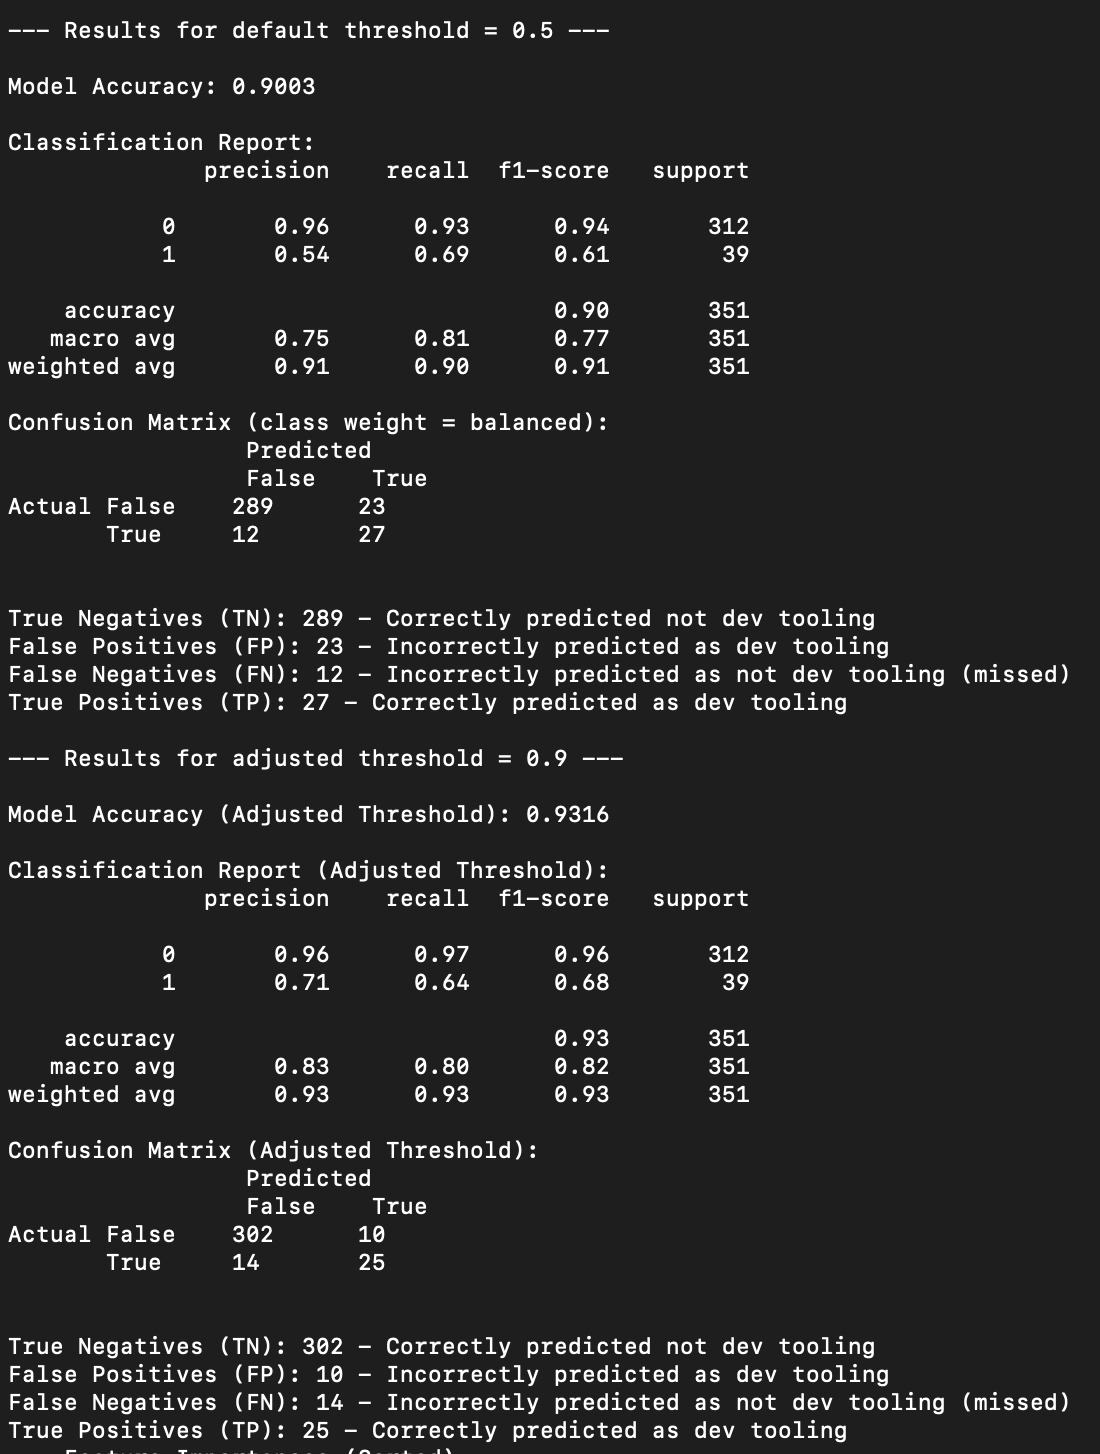 --- Results for default threshold = 0.5 ---
Model Accuracy: 0.9003
Classification Report:
precision recall f1-score support
0 0.96 0.93 0.94 312
1 0.54 0.69 0.61 39
accuracy 0.90 351
macro avg 0.75 0.81 0.77 351
weighted avg 0.91 0.90 0.91 351
Confusion Matrix (class weight = balanced):
Predicted
False True
Actual False 289 23
True 12 27
True Negatives (TN): 289 - Correctly predicted not dev tooling
False Positives (FP): 23 - Incorrectly predicted as dev tooling
False Negatives (FN): 12 - Incorrectly predicted as not dev tooling (missed)
True Positives (TP): 27 - Correctly predicted as dev tooling
--- Results for adjusted threshold = 0.9 ---
Model Accuracy (Adjusted Threshold): 0.9316
Classification Report (Adjusted Threshold):
precision recall f1-score support
0 0.96 0.97 0.96 312
1 0.71 0.64 0.68 39
accuracy 0.93 351
macro avg 0.83 0.80 0.82 351
weighted avg 0.93 0.93 0.93 351
Confusion Matrix (Adjusted Threshold):
Predicted
False True
Actual False 302 10
True 14 25
True Negatives (TN): 302 - Correctly predicted not dev tooling
False Positives (FP): 10 - Incorrectly predicted as dev tooling
False Negatives (FN): 14 - Incorrectly predicted as not dev tooling (missed)
True Positives (TP): 25 - Correctly predicted as dev tooling